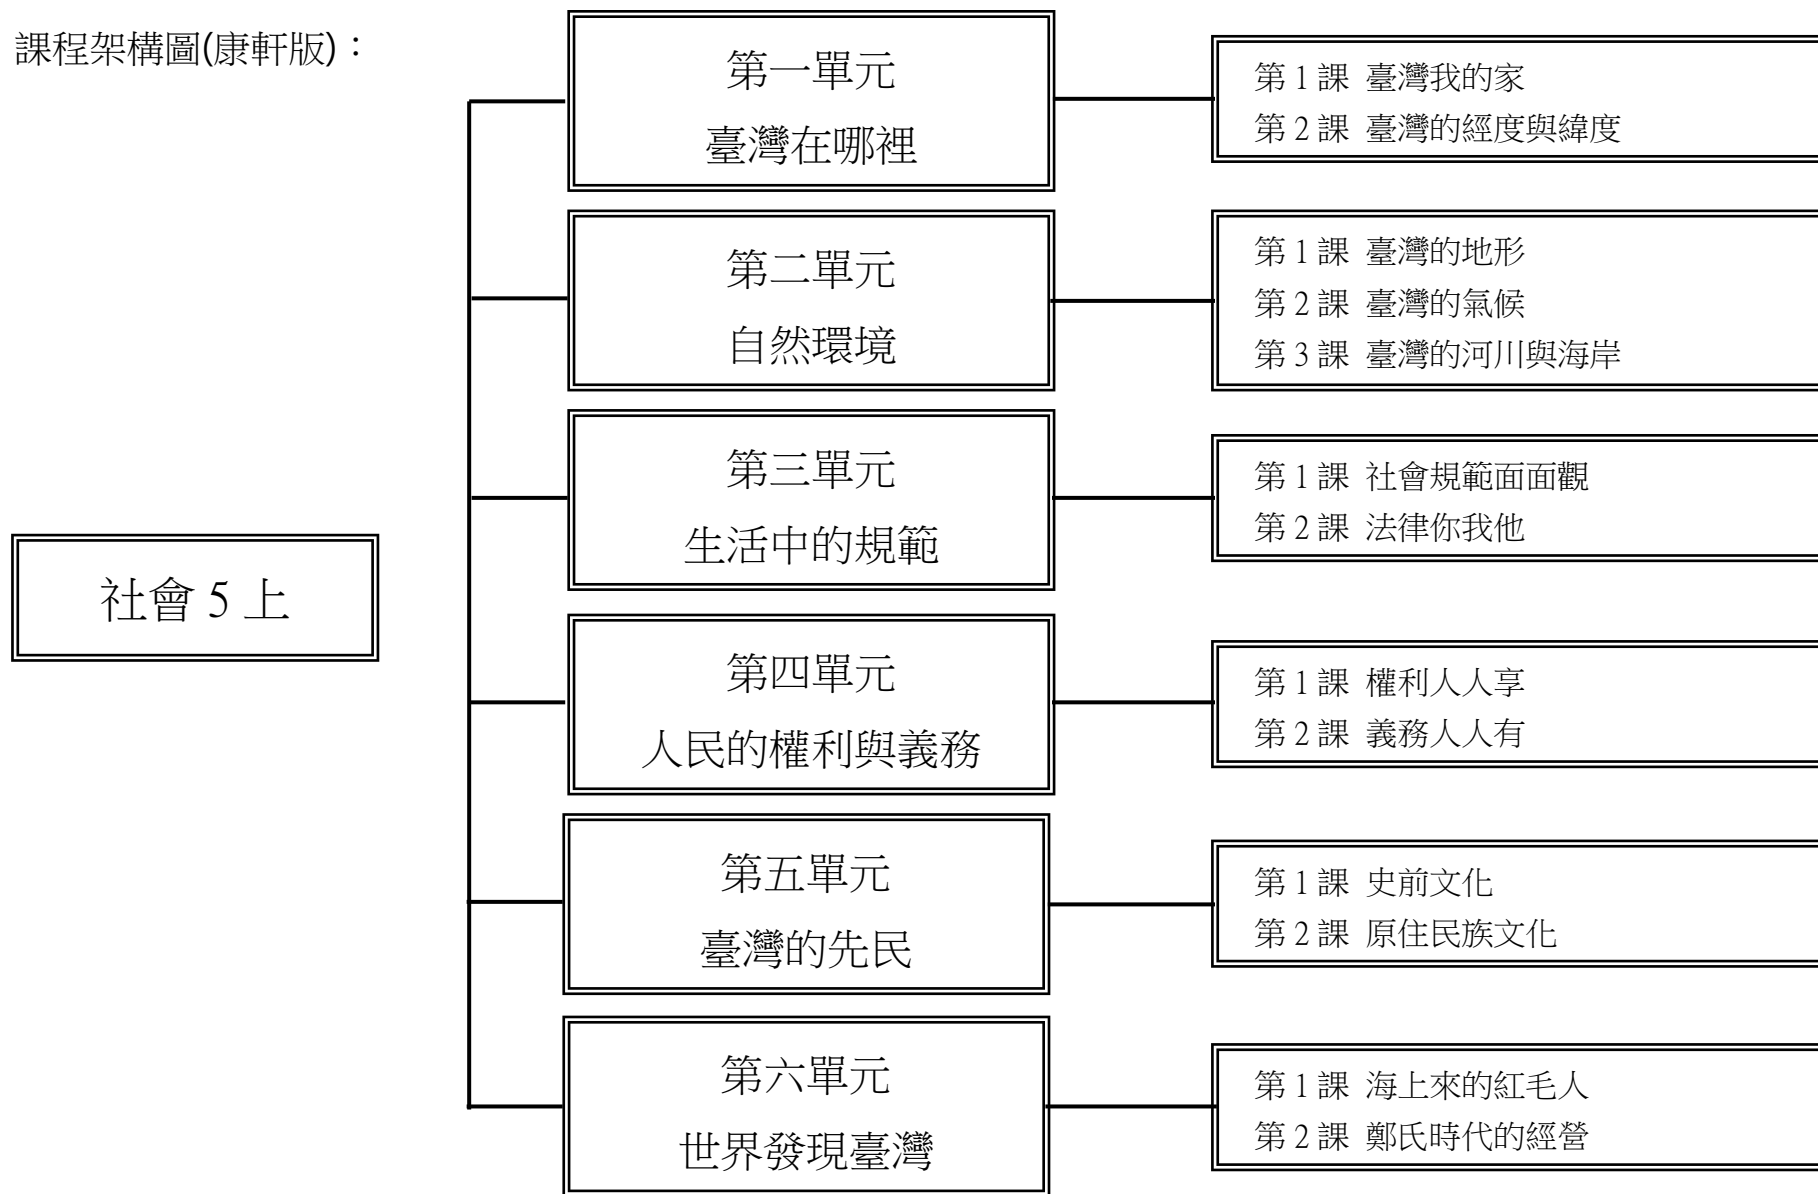 課程架構圖(康軒版)：
社會 5 上
第一單元
臺灣在哪裡
第 1 課 臺灣我的家
第 2 課 臺灣的經度與緯度
第二單元
自然環境
第 1 課 臺灣的地形
第 2 課 臺灣的氣候
第 3 課 臺灣的河川與海岸
第三單元
生活中的規範
第 1 課 社會規範面面觀
第 2 課 法律你我他
第四單元
人民的權利與義務
第 1 課 權利人人享
第 2 課 義務人人有
第五單元
臺灣的先民
第 1 課 史前文化
第 2 課 原住民族文化
第六單元
世界發現臺灣
第 1 課 海上來的紅毛人
第 2 課 鄭氏時代的經營